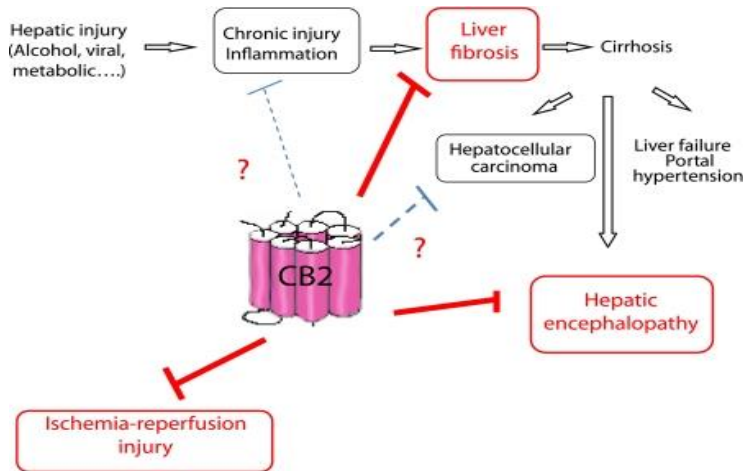 Hepatic injury
(Alcohol, viral,
metabolic....)
Chronic injury
Inflammation
Liver
fibrosis
Cirrhosis
Hepatocellular
carcinoma
Liver failure
Portal
hypertension
?
?
CB2
Hepatic
encephalopathy
Ischemia-reperfusion
injury